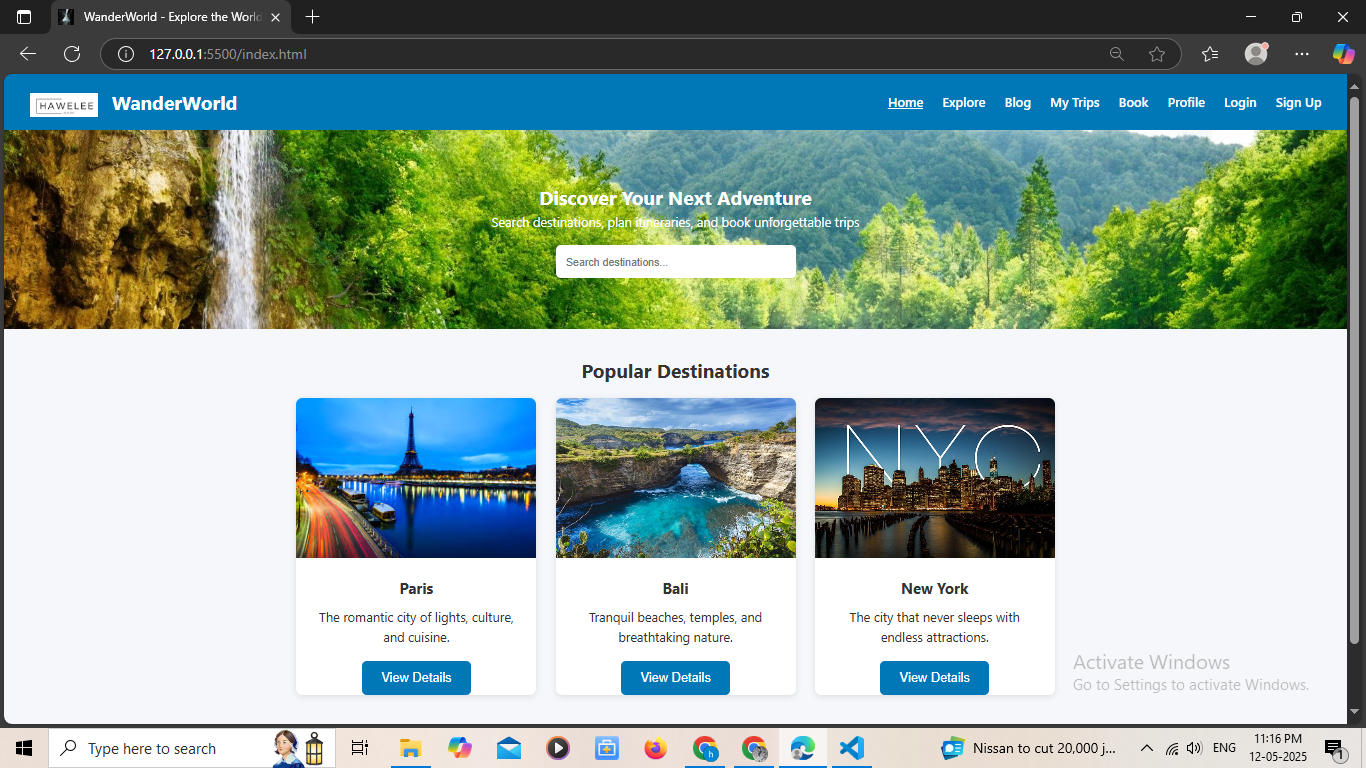 WanderWorld - Explore the World
127.0.0.1:5500/index.html
HAWELEE
WanderWorld
Home Explore Blog My Trips Book Profile Login Sign Up
Discover Your Next Adventure
Search destinations, plan itineraries, and book unforgettable trips
Search destinations...
Popular Destinations
NYC
Paris
The romantic city of lights, culture,
and cuisine.
View Details
Bali
Tranquil beaches, temples, and
breathtaking nature.
View Details
New York
The city that never sleeps with
endless attractions.
View Details
Activate Windows
Go to Settings to activate Windows.
Type here to search
h
Nissan to cut 20,000 j...
ENG
11:16 PM
12-05-2025
1